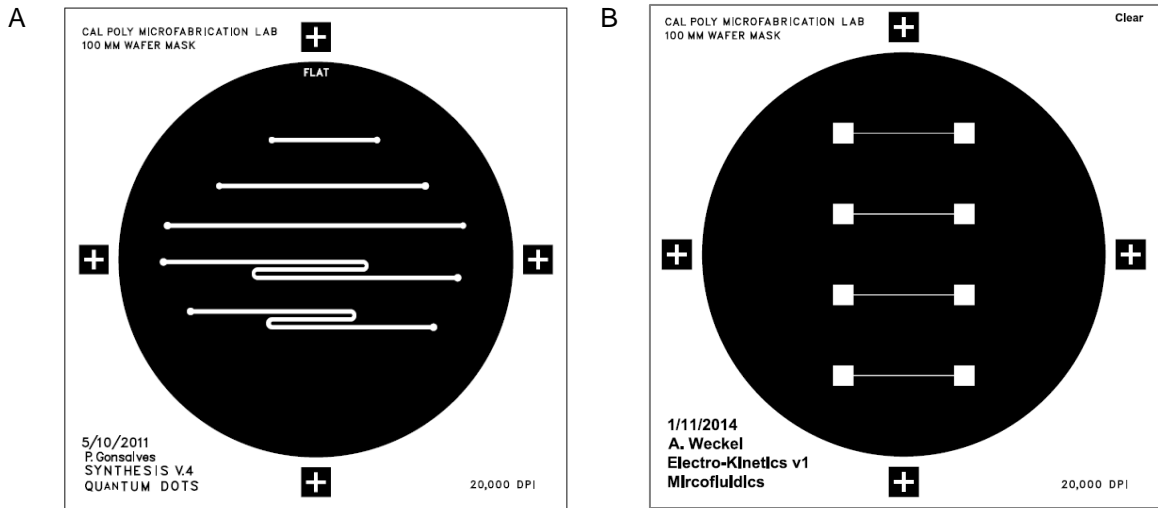 A
CAL POLY MICROFABRICATION LAB
100 MM WAFER MASK
FLAT
5/10/2011
P. Gonsalves
SYNTHESIS V.4
QUANTUM DOTS
20,000 DPI
B
CAL POLY MICROFABRICATION LAB
100 MM WAFER MASK
Clear
1/11/2014
A. Weckel
Electro-Kinetics v1
Mircofluidics
20,000 DPI